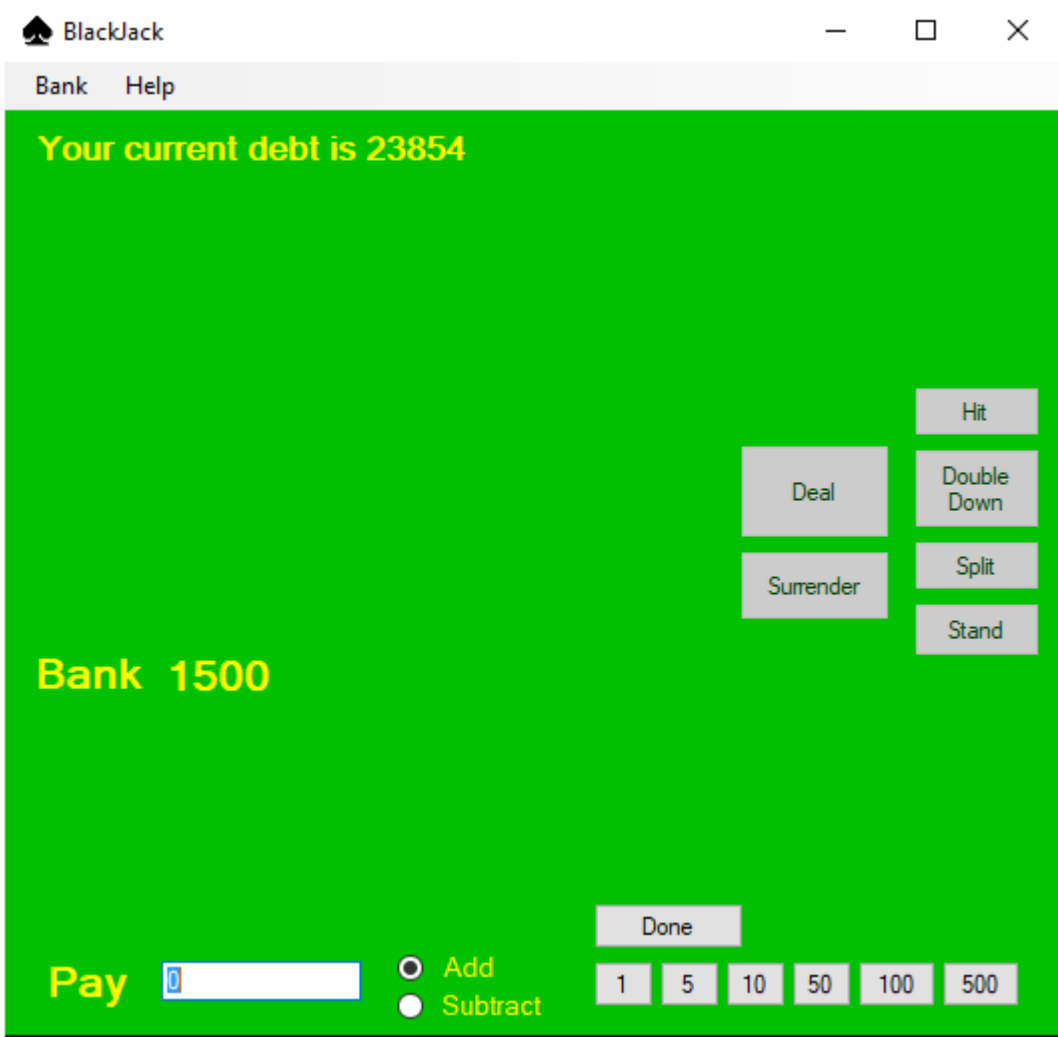 BlackJack
Bank Help
Your current debt is 23854
Hit
Deal
Double
Down
Surrender
Split
Stand
Bank 1500
Done
Pay 0
Add
Subtract
1 5 10 50 100 500